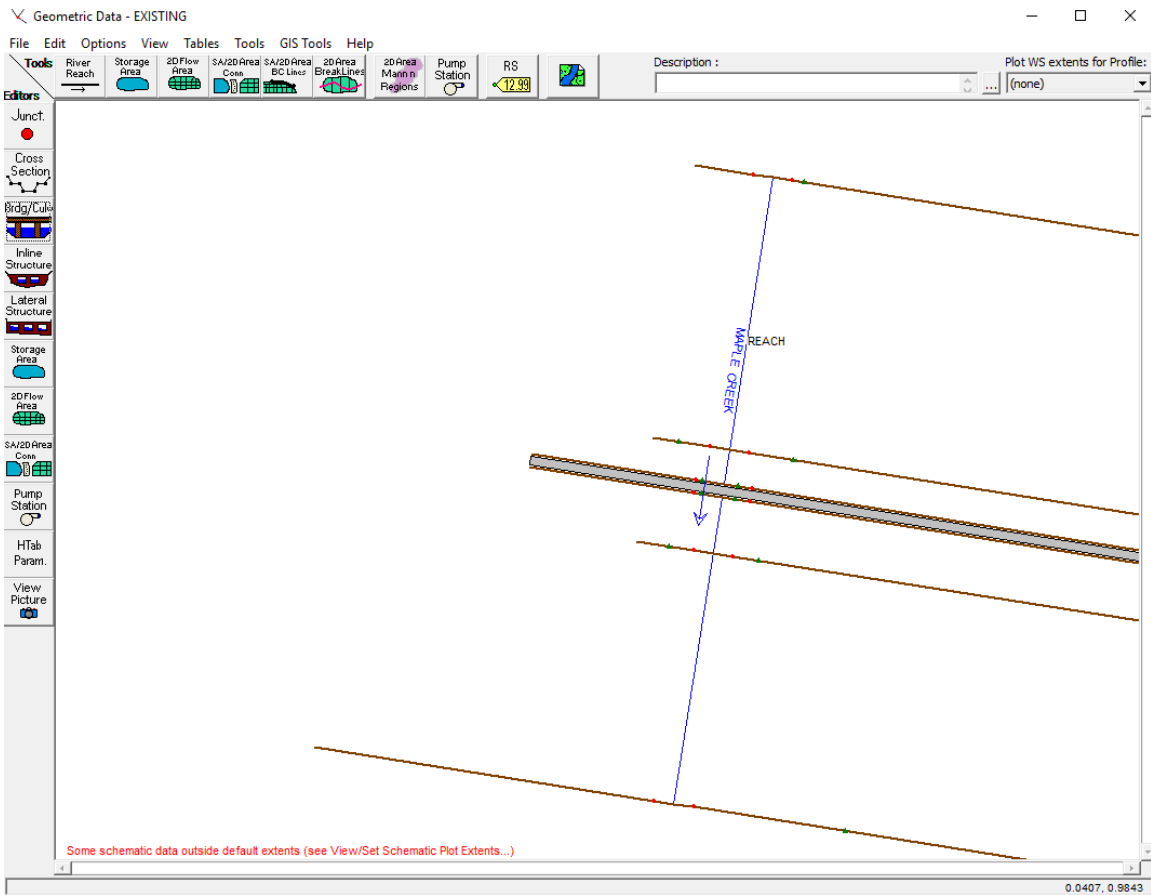 Geometric Data - EXISTING
File Edit Options View Tables Tools GIS Tools Help
Tools
Editors
River Reach
Storage Area
2D Flow Area
SA/2D Area Conn
SA/2D Area BC Lines
2D Area BreakLines
2D Area Mann n Regions
Pump Station
RS
12.99
Description :
...
Plot WS extents for Profile:
(none)
Junct.
Cross Section
Brdg/Culv
Inline Structure
Lateral Structure
Storage Area
2D Flow Area
SA/2D Area Conn
Pump Station
HTab Param.
View Picture
REACH
MAPLE CREEK
Some schematic data outside default extents (see View/Set Schematic Plot Extents...)
0.0407, 0.9843